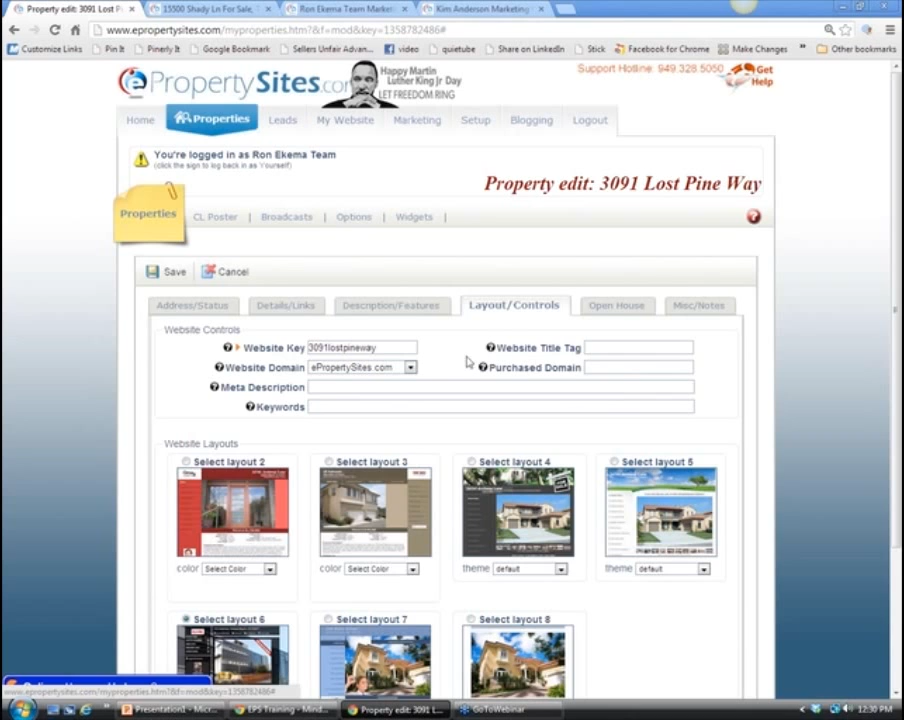 Property edit: 3091 Lost P
15500 Shady Ln For Sale,
Ron Ekema Team Market
Kim Anderson Marketing
www.epropertysites.com/myproperties.htm?f=mod&key=1358782486#
Customize Links Pin It Pinerly It Google Bookmark Sellers Unfair Advan... video quietube Share on LinkedIn Stick Facebook for Chrome Make Changes » Other bookmarks
ePropertySites.com
Happy Martin
Luther King Jr Day
LET FREEDOM RING
Support Hotline: 949.328.5050
Get
Help
Home Properties Leads My Website Marketing Setup Blogging Logout
You're logged in as Ron Ekema Team
(click the sign to log back in as Yourself)
Property edit: 3091 Lost Pine Way
Properties CL Poster | Broadcasts | Options | Widgets |
Save Cancel
Address/Status Details/Links Description/Features Layout/Controls Open House Misc/Notes
Website Controls
Website Key 3091lostpineway Website Title Tag
Website Domain ePropertySites.com Purchased Domain
Meta Description
Keywords
Website Layouts
Select layout 2 Select layout 3 Select layout 4 Select layout 5
color Select Color color Select Color theme default theme default
Select layout 6 Select layout 7 Select layout 8
www.epropertysites.com/myproperties.htm?f=mod&key=1358782486#
Presentation1 - Micr... EPS Training - Mind... Property edit: 3091 L... GoToWebinar 12:30 PM